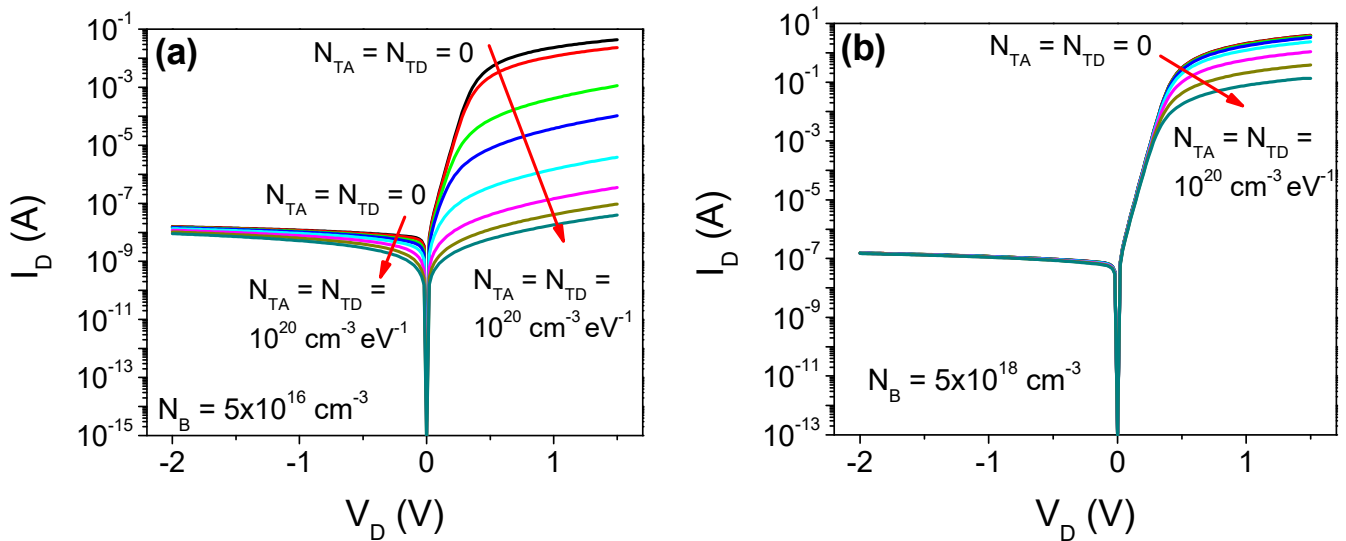 (a)
N_TA = N_TD = 0
N_TA = N_TD = 0
N_TA = N_TD =
10^20 cm^-3 eV^-1
N_TA = N_TD =
10^20 cm^-3 eV^-1
N_B = 5x10^16 cm^-3
10^-1
10^-3
10^-5
10^-7
10^-9
10^-11
10^-13
10^-15
I_D (A)
-2 -1 0 1
V_D (V)
(b)
N_TA = N_TD = 0
N_TA = N_TD =
10^20 cm^-3 eV^-1
N_B = 5x10^18 cm^-3
10^1
10^-1
10^-3
10^-5
10^-7
10^-9
10^-11
10^-13
I_D (A)
-2 -1 0 1
V_D (V)